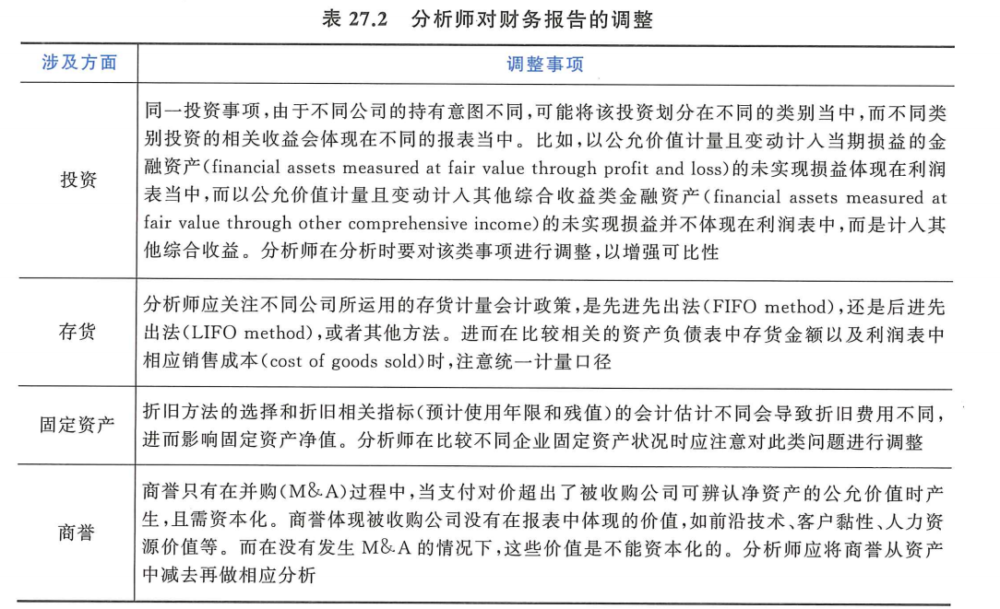 表 27.2 分析师对财务报告的调整
涉及方面 调整事项
同一投资事项,由于不同公司的持有意图不同,可能将该投资划分在不同的类别当中,而不同类
别投资的相关收益会体现在不同的报表当中。比如,以公允价值计量且变动计入当期损益的金
融资产(financial assets measured at fair value through profit and loss)的未实现损益体现在利润
投资
表当中,而以公允价值计量且变动计入其他综合收益类金融资产(financial assets measured at
fair value through other comprehensive income)的未实现损益并不体现在利润表中,而是计入其
他综合收益。分析师在分析时要对该类事项进行调整,以增强可比性
分析师应关注不同公司所运用的存货计量会计政策,是先进先出法(FIFO method),还是后进先
存货
出法(LIFO method),或者其他方法。进而在比较相关的资产负债表中存货金额以及利润表中
相应销售成本(cost of goods sold)时,注意统一计量口径
固定资产
折旧方法的选择和折旧相关指标(预计使用年限和残值)的会计估计不同会导致折旧费用不同,
进而影响固定资产净值。分析师在比较不同企业固定资产状况时应注意对此类问题进行调整
商誉只有在并购(M&A)过程中,当支付对价超出了被收购公司可辨认净资产的公允价值时产
生,且需资本化。商誉体现被收购公司没有在报表中体现的价值,如前沿技术、客户黏性、人力资
商誉
源价值等。而在没有发生 M&A 的情况下,这些价值是不能资本化的。分析师应将商誉从资产
中减去再做相应分析